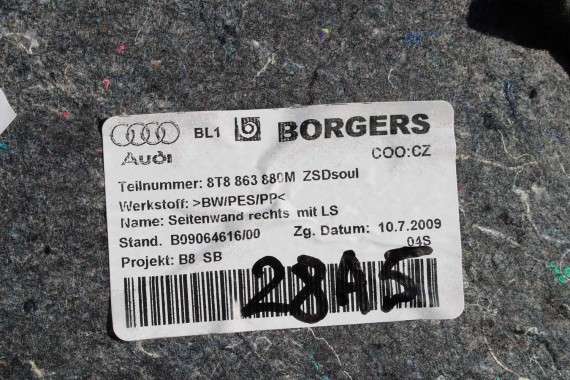 BL1 BORGERS
Audi COO:CZ
Teilnummer: 8T8 863 880M ZSDsoul
Werkstoff: >BW/PES/PP<
Name: Seitenwand rechts mit LS
Stand. B09064616/00 Zg. Datum: 10.7.2009
04S
Projekt: B8 SB
28A5